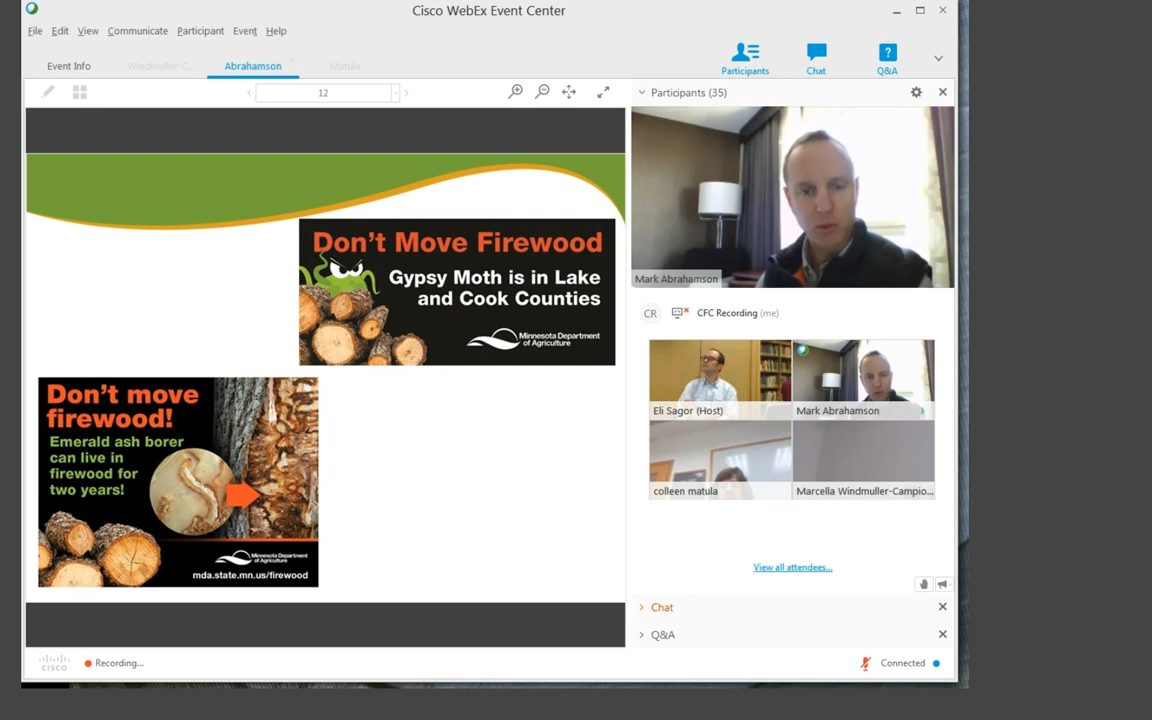 Cisco WebEx Event Center
File Edit View Communicate Participant Event Help
Event Info Windmuller-C... Abrahamson Matula
Participants Chat Q&A
12
Participants (35)
Don't Move Firewood
Gypsy Moth is in Lake
and Cook Counties
Minnesota Department
of Agriculture
Don't move
firewood!
Emerald ash borer
can live in
firewood for
two years!
Minnesota Department
of Agriculture
mda.state.mn.us/firewood
Mark Abrahamson
CR CFC Recording (me)
Eli Sagor (Host) Mark Abrahamson
colleen matula Marcella Windmuller-Campio...
View all attendees...
Chat
Q&A
CISCO Recording... Connected